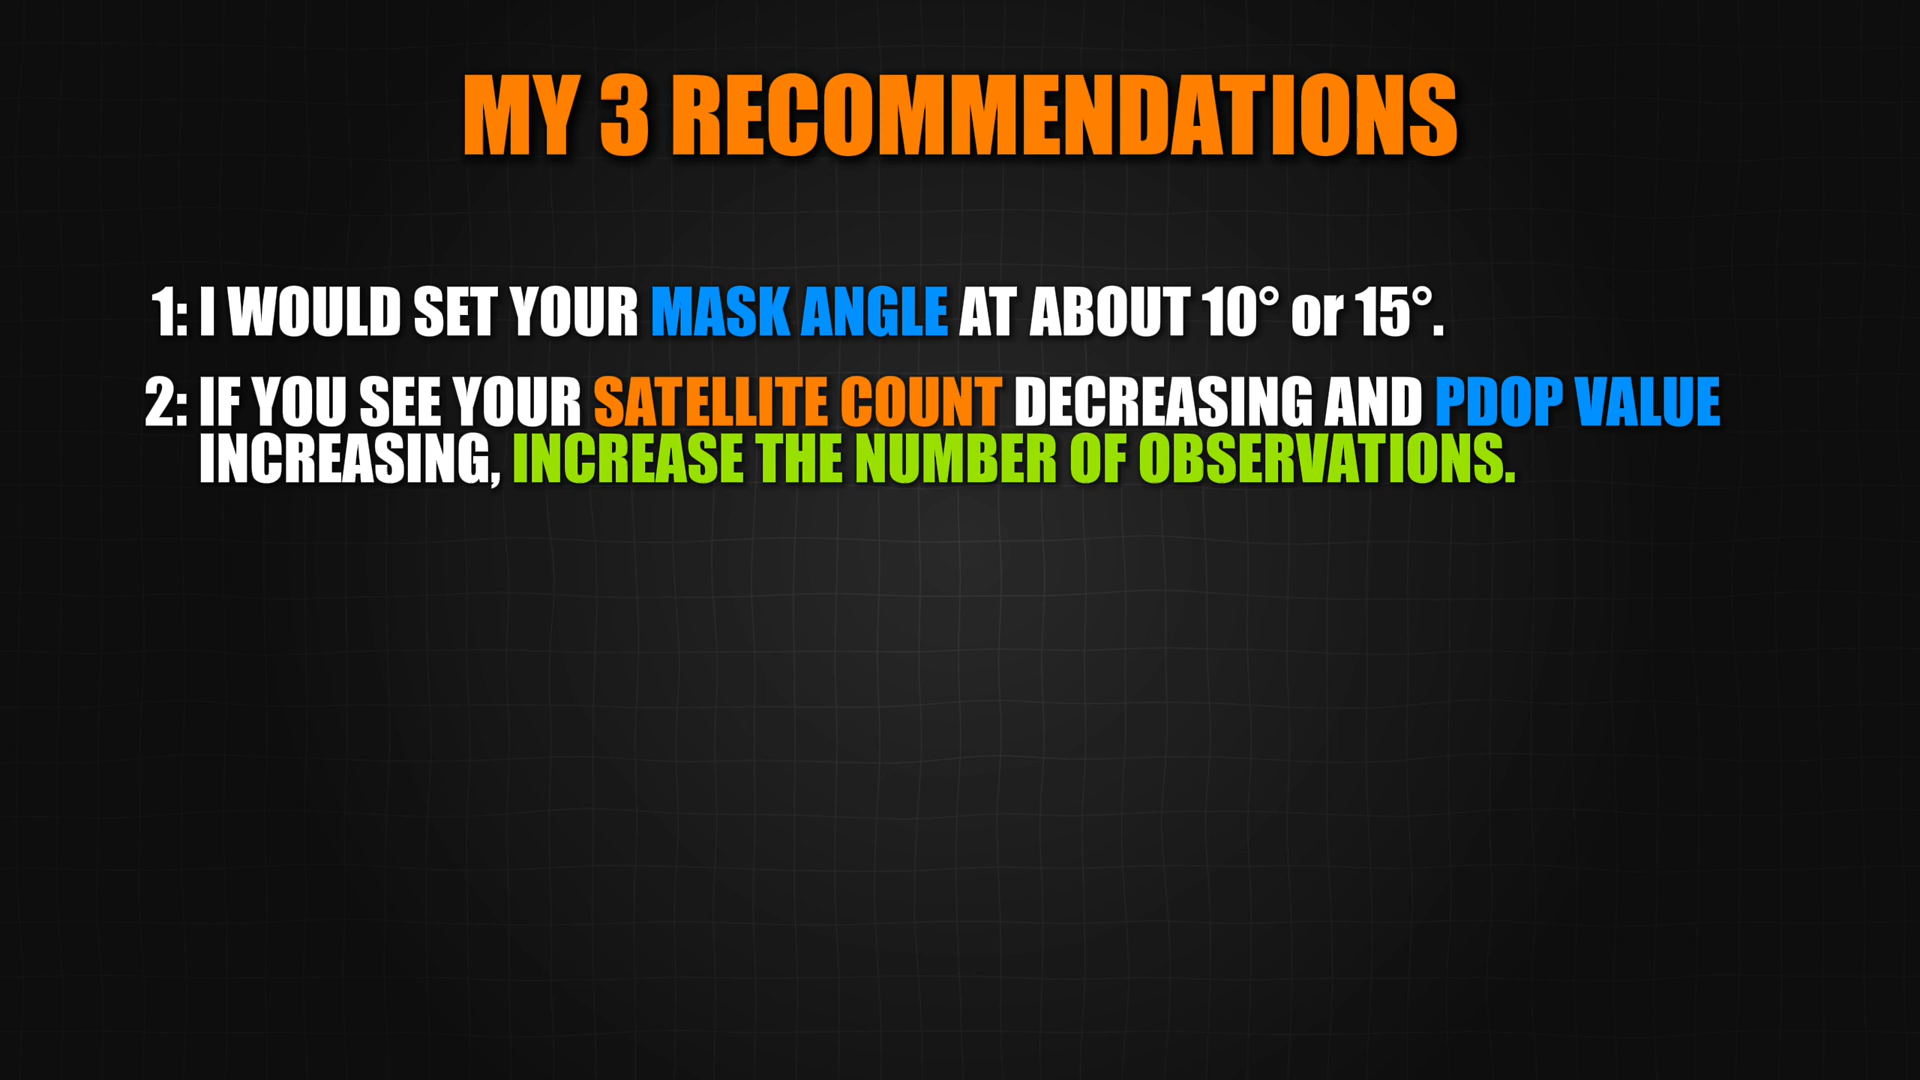 MY 3 RECOMMENDATIONS
1: I WOULD SET YOUR MASK ANGLE AT ABOUT 10° or 15°.
2: IF YOU SEE YOUR SATELLITE COUNT DECREASING AND PDOP VALUE
INCREASING, INCREASE THE NUMBER OF OBSERVATIONS.